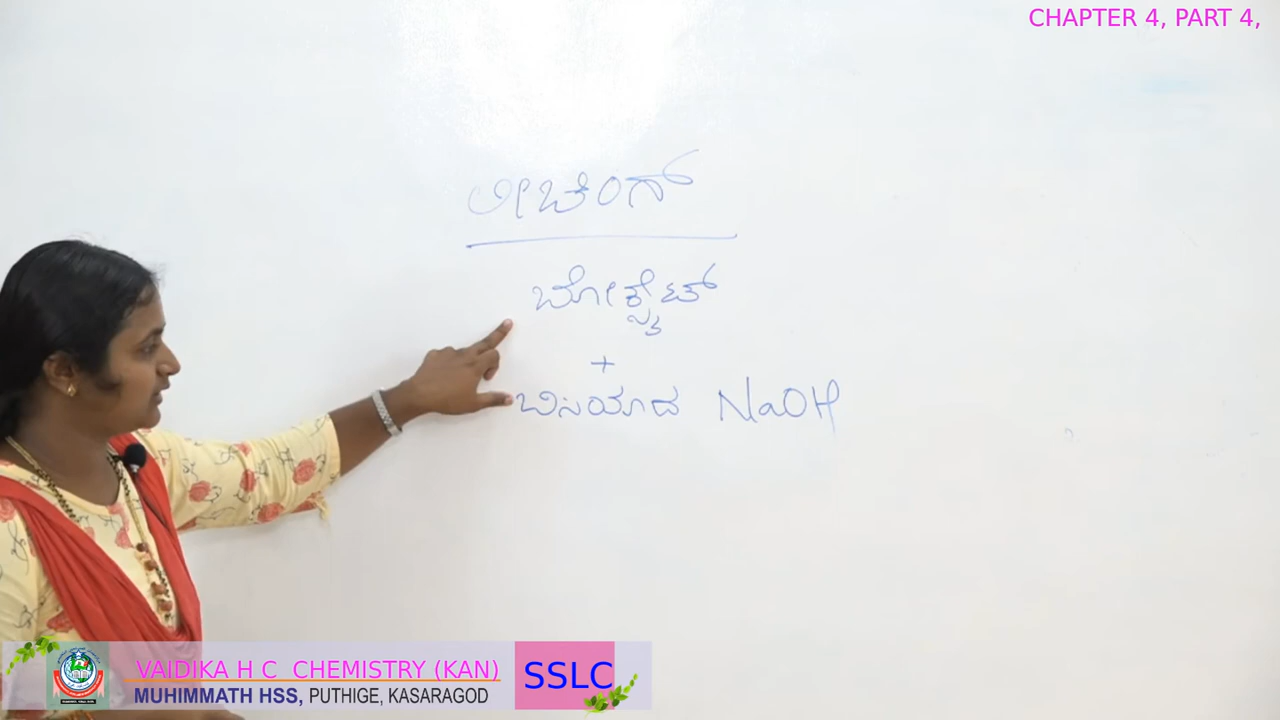 CHAPTER 4, PART 4,
ಲೀಚಿಂಗ್
ಬೋಕ್ಸೈಟ್
+
ಬಿಸಿಯಾದ NaOH
VAIDIKA H C CHEMISTRY (KAN)
MUHIMMATH HSS, PUTHIGE, KASARAGOD
SSLC